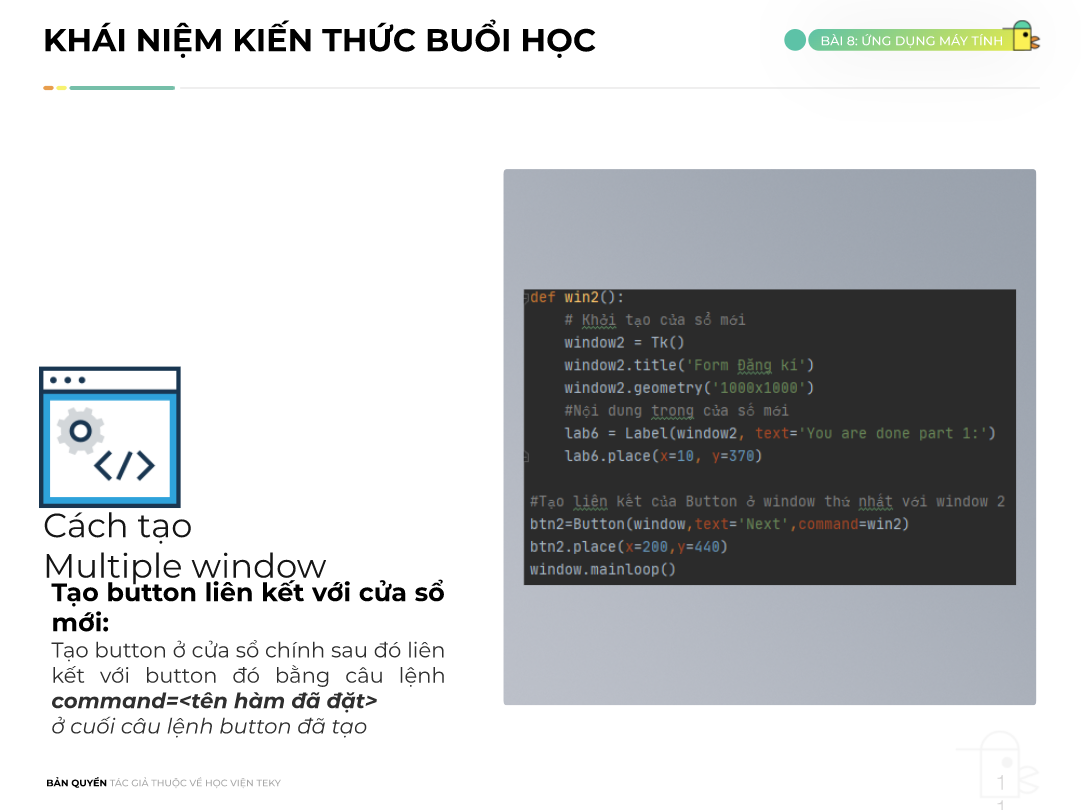 KHÁI NIỆM KIẾN THỨC BUỔI HỌC
BÀI 8: ỨNG DỤNG MÁY TÍNH
def win2():
# Khởi tạo cửa sổ mới
window2 = Tk()
window2.title('Form Đăng kí')
window2.geometry('1000x1000')
#Nội dung trong cửa số mới
lab6 = Label(window2, text='You are done part 1:')
lab6.place(x=10, y=370)
#Tạo liên kết của Button ở window thứ nhất với window 2
btn2=Button(window,text='Next',command=win2)
btn2.place(x=200,y=440)
window.mainloop()
</>
Cách tạo
Multiple window
Tạo button liên kết với cửa sổ
mới:
Tạo button ở cửa sổ chính sau đó liên
kết với button đó bằng câu lệnh
command=<tên hàm đã đặt>
ở cuối câu lệnh button đã tạo
BẢN QUYỀN TÁC GIẢ THUỘC VỀ HỌC VIỆN TEKY
1
1